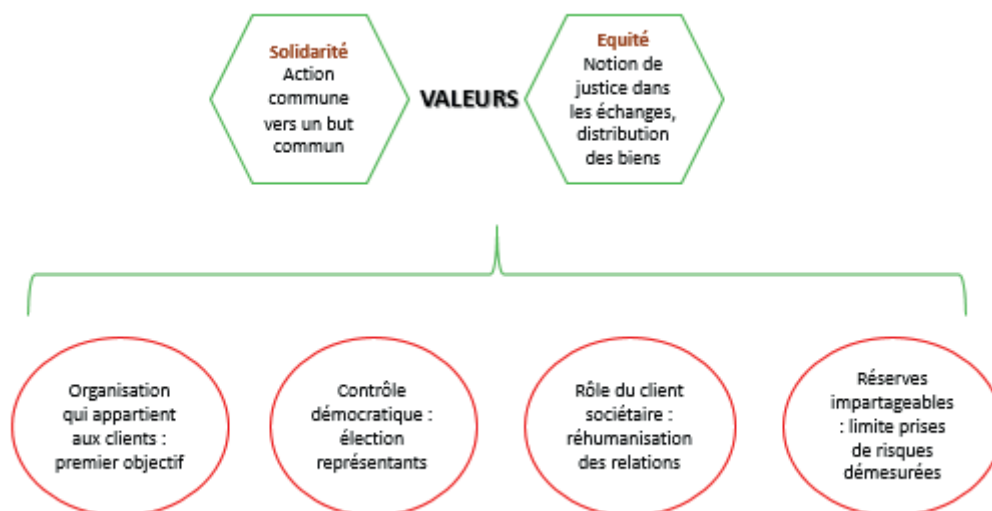 Solidarité
Action
commune
vers un but
commun
VALEURS
Equité
Notion de
justice dans
les échanges,
distribution
des biens
Organisation
qui appartient
aux clients :
premier objectif
Contrôle
démocratique :
élection
représentants
Rôle du client
sociétaire :
réhumanisation
des relations
Réserves
impartageables
: limite prises
de risques
démesurées